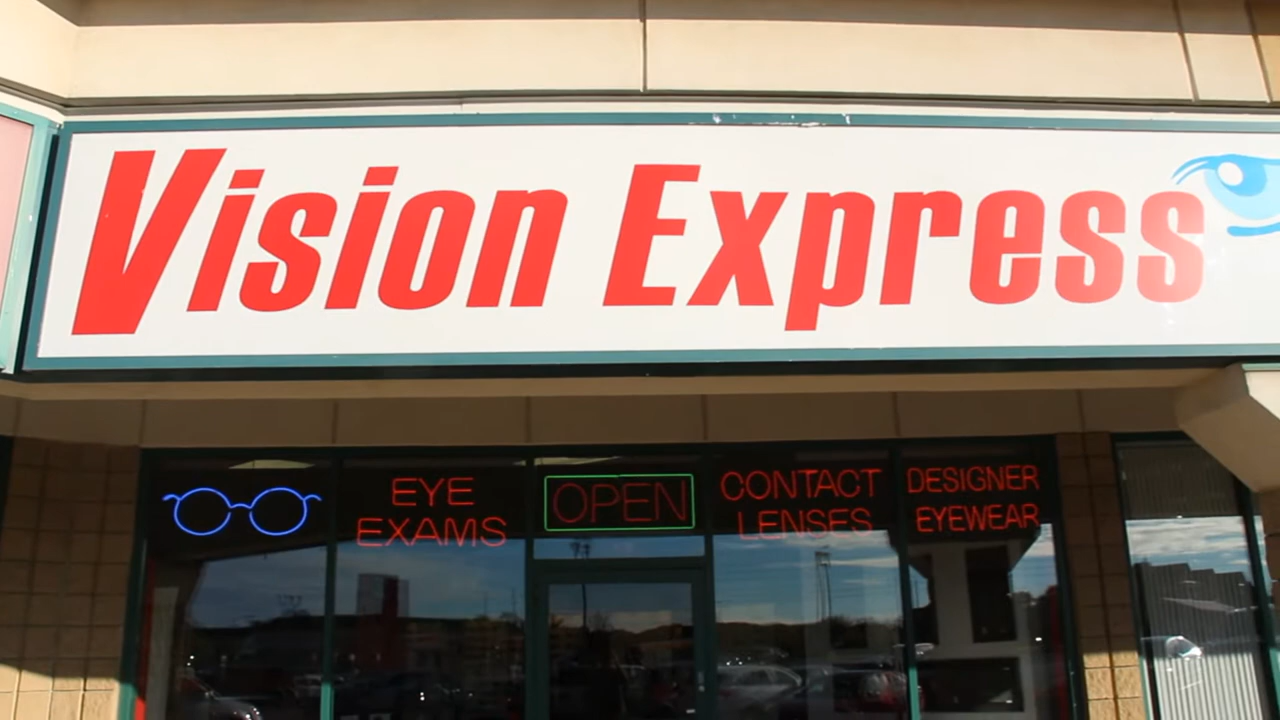 Vision Express
EYE
EXAMS
OPEN
CONTACT
LENSES
DESIGNER
EYEWEAR